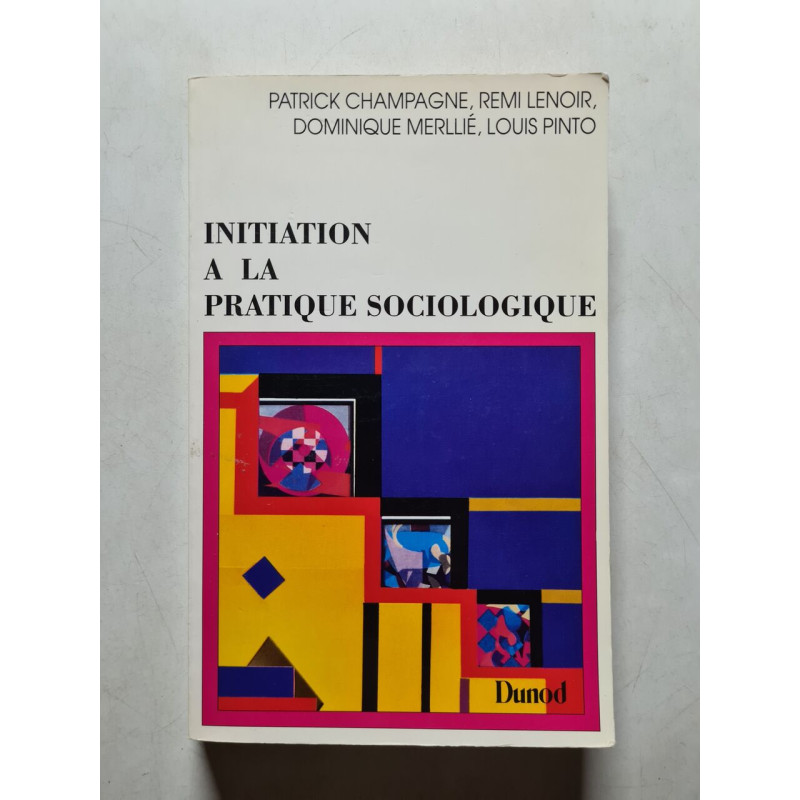 PATRICK CHAMPAGNE, REMI LENOIR,
DOMINIQUE MERLLIÉ, LOUIS PINTO
INITIATION
A LA
PRATIQUE SOCIOLOGIQUE
Dunod